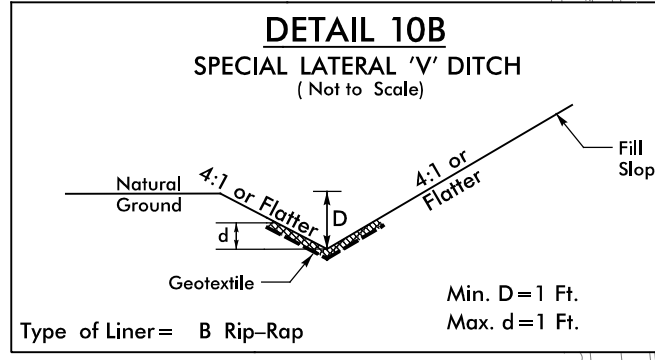 DETAIL 10B
SPECIAL LATERAL 'V' DITCH
( Not to Scale)
Natural
Ground
4:1 or Flatter
D
d
4:1 or
Flatter
Fill
Slop
Geotextile
Min. D=1 Ft.
Max. d=1 Ft.
Type of Liner= B Rip-Rap